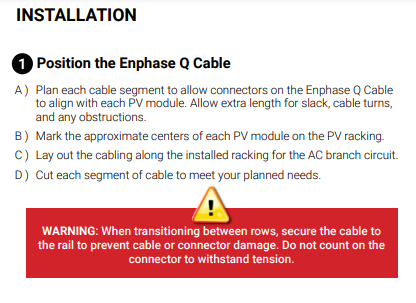 INSTALLATION
1 Position the Enphase Q Cable
A) Plan each cable segment to allow connectors on the Enphase Q Cable
to align with each PV module. Allow extra length for slack, cable turns,
and any obstructions.
B) Mark the approximate centers of each PV module on the PV racking.
C) Lay out the cabling along the installed racking for the AC branch circuit.
D) Cut each segment of cable to meet your planned needs.
!
WARNING: When transitioning between rows, secure the cable to
the rail to prevent cable or connector damage. Do not count on the
connector to withstand tension.